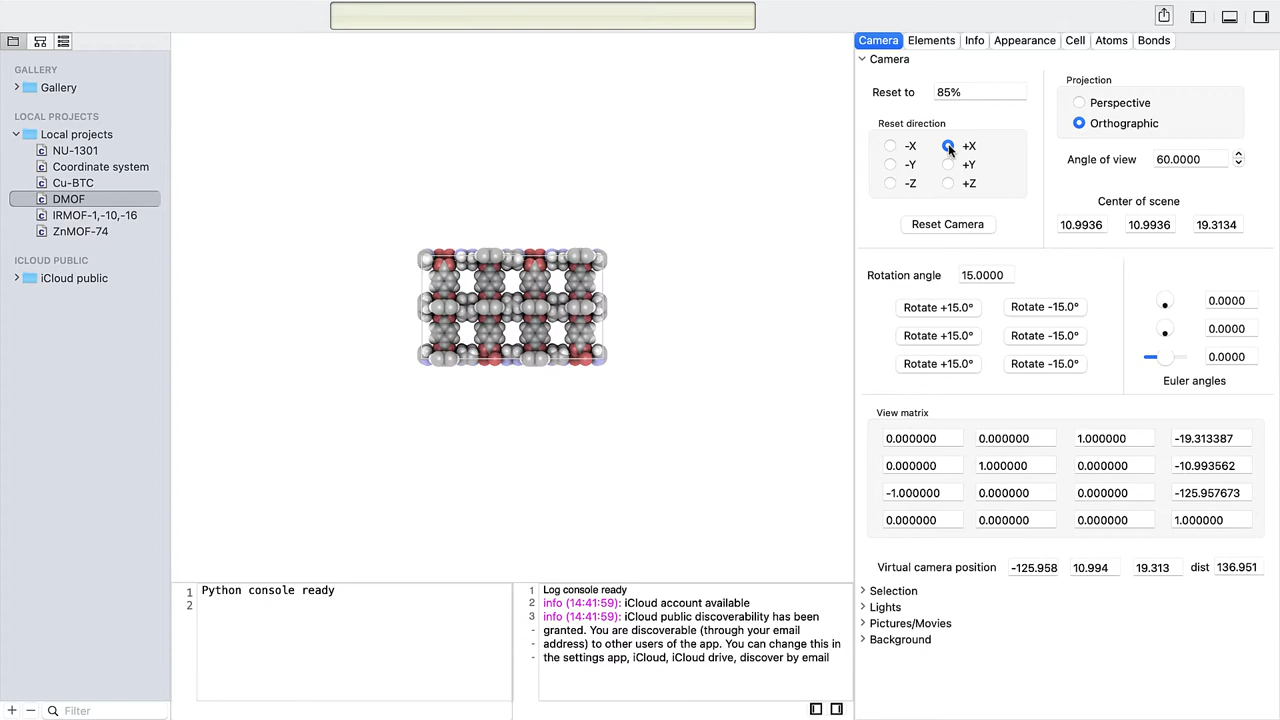 GALLERY
Gallery
LOCAL PROJECTS
Local projects
NU-1301
Coordinate system
Cu-BTC
DMOF
IRMOF-1,-10,-16
ZnMOF-74
ICLOUD PUBLIC
iCloud public
Filter
1 Python console ready
2
1 Log console ready
2 info (14:41:59): iCloud account available
3 info (14:41:59): iCloud public discoverability has been
- granted. You are discoverable (through your email
- address) to other users of the app. You can change this in
- the settings app, iCloud, iCloud drive, discover by email
Camera Elements Info Appearance Cell Atoms Bonds
Camera
Reset to 85%
Reset direction
-X +X
-Y +Y
-Z +Z
Reset Camera
Projection
Perspective
Orthographic
Angle of view 60.0000
Center of scene
10.9936 10.9936 19.3134
Rotation angle 15.0000
Rotate +15.0° Rotate -15.0°
Rotate +15.0° Rotate -15.0°
Rotate +15.0° Rotate -15.0°
0.0000
0.0000
0.0000
Euler angles
View matrix
0.000000 0.000000 1.000000 -19.313387
0.000000 1.000000 0.000000 -10.993562
-1.000000 0.000000 0.000000 -125.957673
0.000000 0.000000 0.000000 1.000000
Virtual camera position -125.958 10.994 19.313 dist 136.951
Selection
Lights
Pictures/Movies
Background